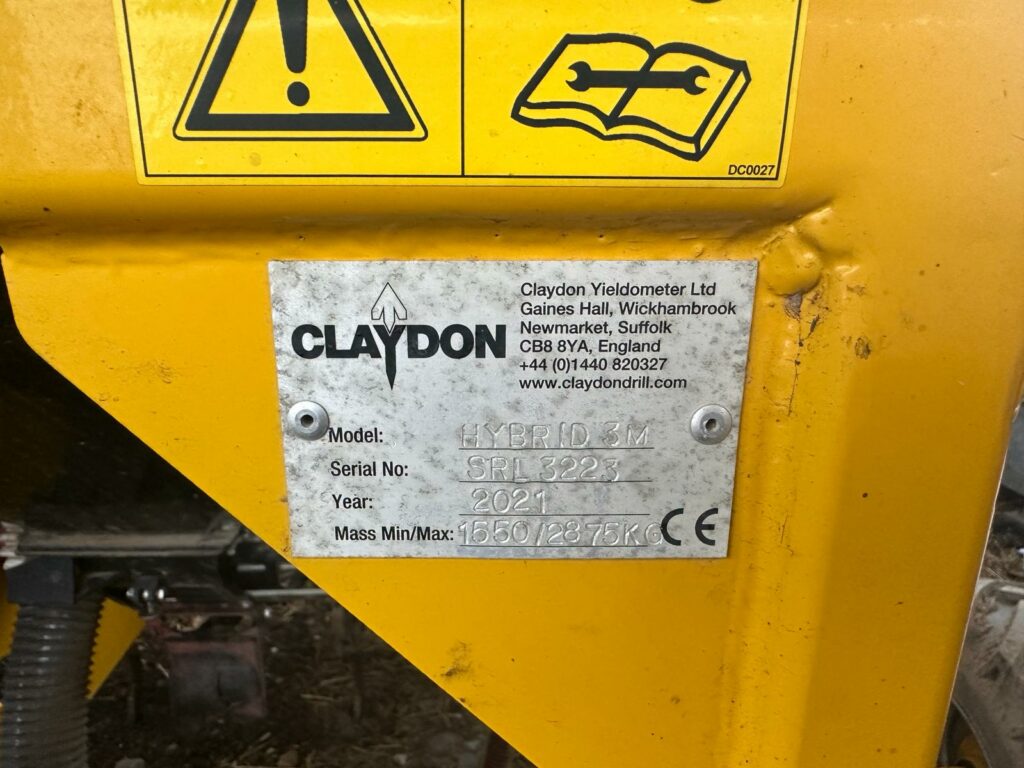 DC0027
CLAYDON
Claydon Yieldometer Ltd
Gaines Hall, Wickhambrook
Newmarket, Suffolk
CB8 8YA, England
+44 (0)1440 820327
www.claydondrill.com
Model: HYBRID 3M
Serial No: SRL 3223
Year: 2021
Mass Min/Max: 1550/2875KG CE